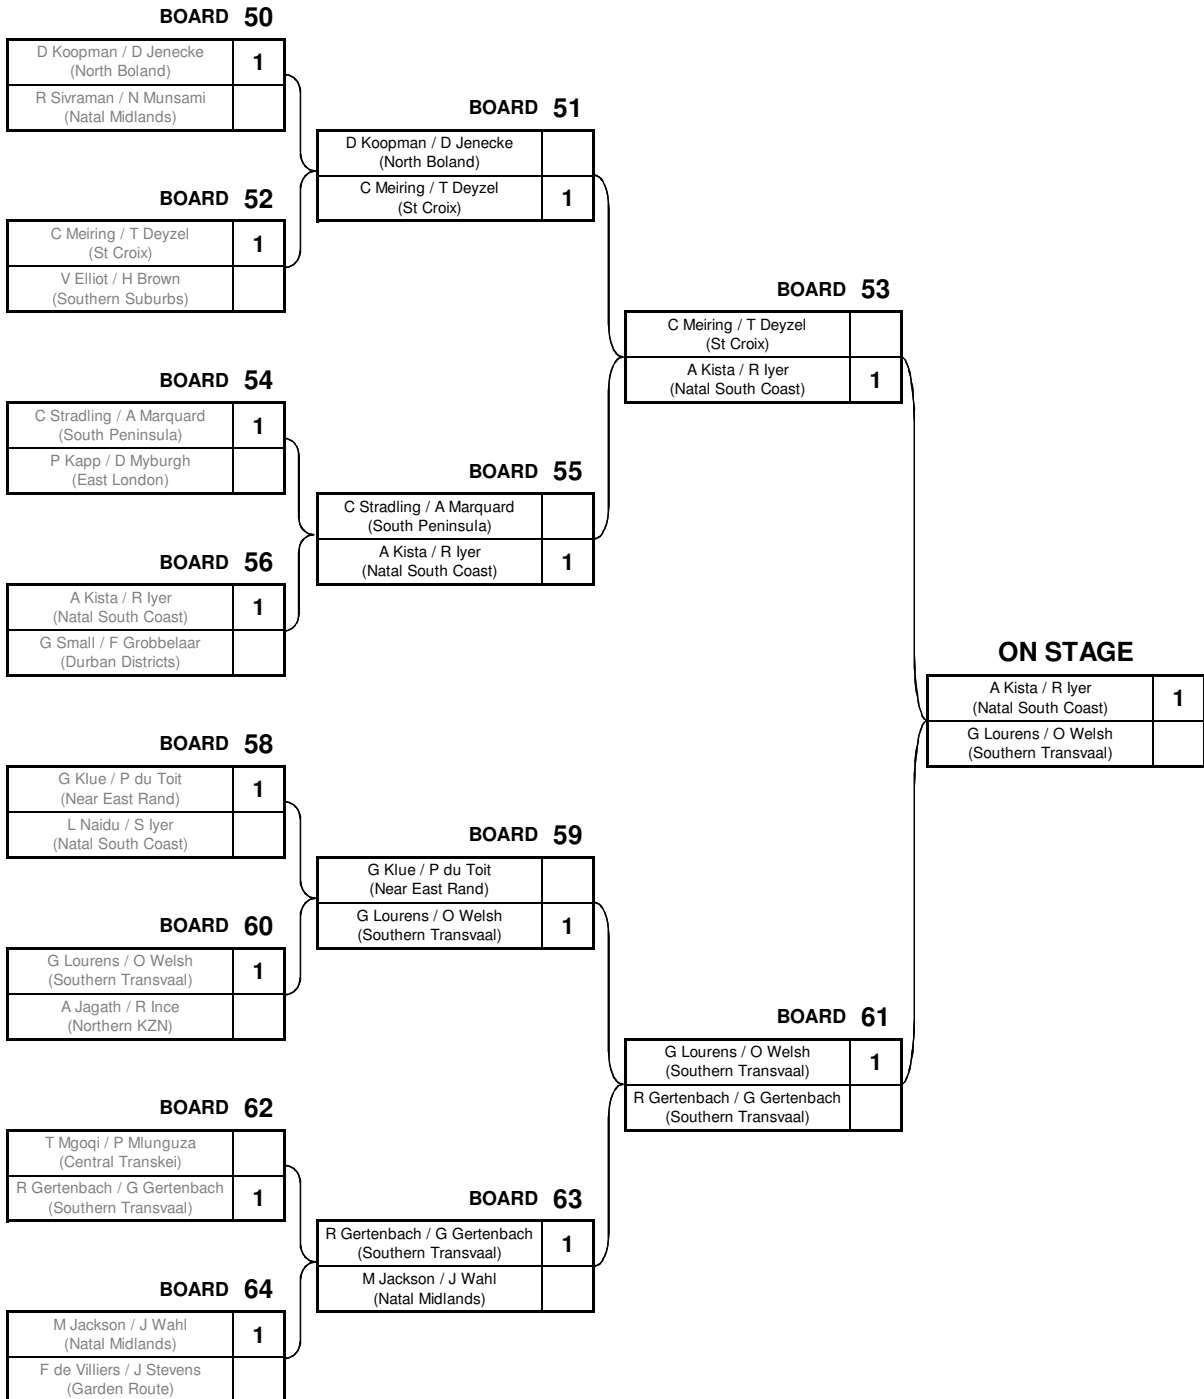 BOARD 50
D Koopman / D Jenecke
(North Boland)
1
R Sivraman / N Munsami
(Natal Midlands)
BOARD 52
C Meiring / T Deyzel
(St Croix)
1
V Elliot / H Brown
(Southern Suburbs)
BOARD 54
C Stradling / A Marquard
(South Peninsula)
1
P Kapp / D Myburgh
(East London)
BOARD 56
A Kista / R Iyer
(Natal South Coast)
1
G Small / F Grobbelaar
(Durban Districts)
BOARD 58
G Klue / P du Toit
(Near East Rand)
1
L Naidu / S Iyer
(Natal South Coast)
BOARD 60
G Lourens / O Welsh
(Southern Transvaal)
1
A Jagath / R Ince
(Northern KZN)
BOARD 62
T Mgoqi / P Mlunguza
(Central Transkei)
R Gertenbach / G Gertenbach
(Southern Transvaal)
1
BOARD 64
M Jackson / J Wahl
(Natal Midlands)
1
F de Villiers / J Stevens
(Garden Route)
BOARD 51
D Koopman / D Jenecke
(North Boland)
C Meiring / T Deyzel
(St Croix)
1
BOARD 55
C Stradling / A Marquard
(South Peninsula)
A Kista / R Iyer
(Natal South Coast)
1
BOARD 59
G Klue / P du Toit
(Near East Rand)
G Lourens / O Welsh
(Southern Transvaal)
1
BOARD 63
R Gertenbach / G Gertenbach
(Southern Transvaal)
1
M Jackson / J Wahl
(Natal Midlands)
BOARD 53
C Meiring / T Deyzel
(St Croix)
A Kista / R Iyer
(Natal South Coast)
1
BOARD 61
G Lourens / O Welsh
(Southern Transvaal)
1
R Gertenbach / G Gertenbach
(Southern Transvaal)
ON STAGE
A Kista / R Iyer
(Natal South Coast)
1
G Lourens / O Welsh
(Southern Transvaal)